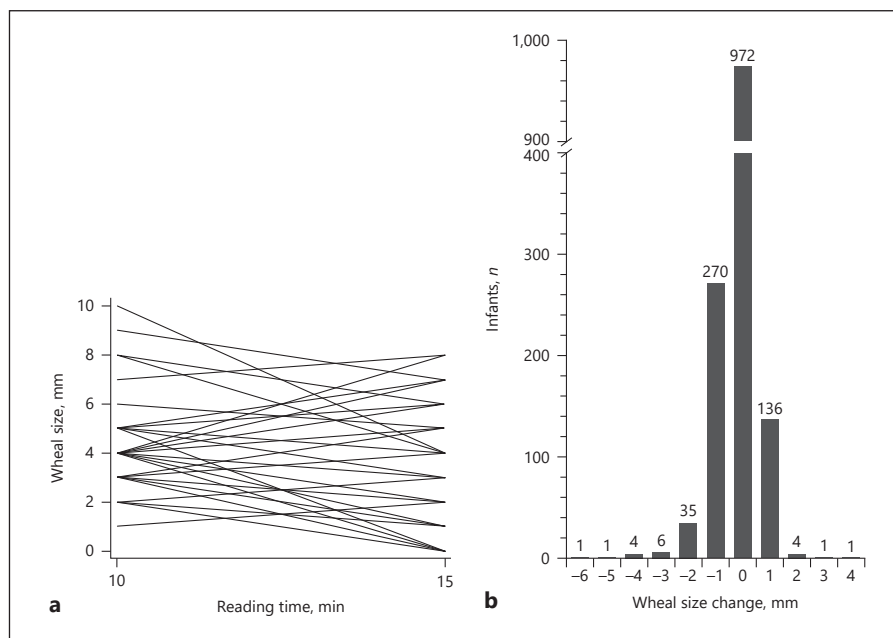 10
8
6
4
2
0
Wheal size, mm
10 15
Reading time, min
a
1,000
900
400
300
200
100
0
Infants, n
1 1 4 6 35 270 972 136 4 1 1
–6 –5 –4 –3 –2 –1 0 1 2 3 4
Wheal size change, mm
b